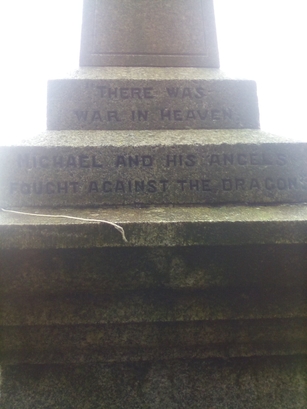 "THERE WAS
WAR IN HEAVEN.
MICHAEL AND HIS ANGELS
FOUGHT AGAINST THE DRAGON